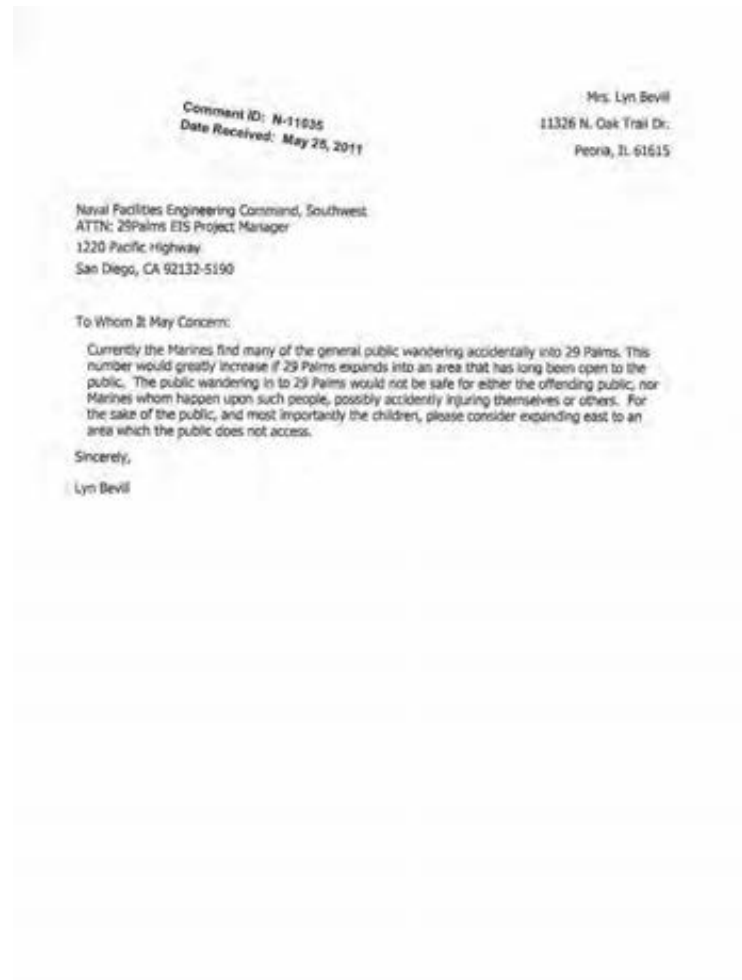 Mrs. Lyn Bevill
11326 N. Oak Trail Dr.
Peoria, IL 61615
Comment ID: N-11035
Date Received: May 25, 2011
Naval Facilities Engineering Command, Southwest
ATTN: 29Palms EIS Project Manager
1220 Pacific Highway
San Diego, CA 92132-5190
To Whom It May Concern:
Currently the Marines find many of the general public wandering accidentally into 29 Palms. This
number would greatly increase if 29 Palms expands into an area that has long been open to the
public. The public wandering in to 29 Palms would not be safe for either the offending public, nor
Marines whom happen upon such people, possibly accidently injuring themselves or others. For
the sake of the public, and most importantly the children, please consider expanding east to an
area which the public does not access.
Sincerely,
Lyn Bevill